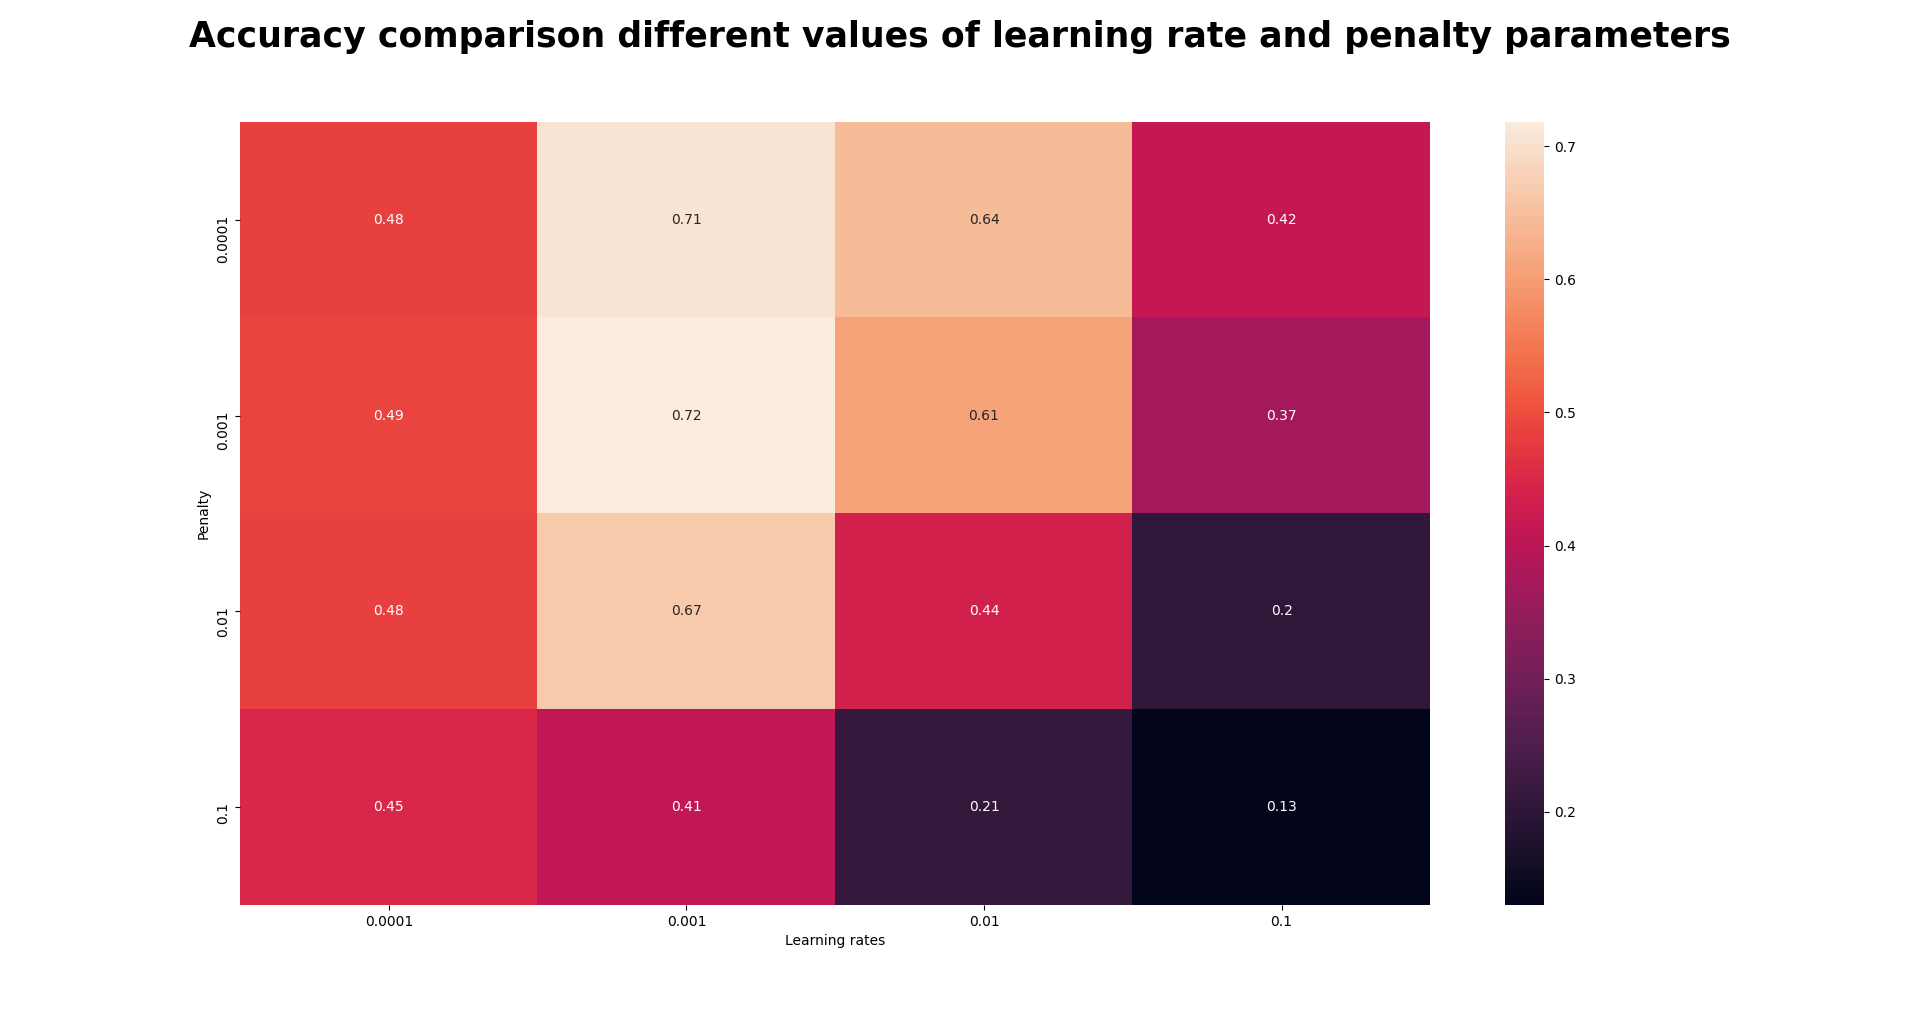 Accuracy comparison different values of learning rate and penalty parameters
0.7
0.0001 0.48 0.71 0.64 0.42
0.6
0.001 0.49 0.72 0.61 0.37
0.5
Penalty
0.4
0.01 0.48 0.67 0.44 0.2
0.3
0.1 0.45 0.41 0.21 0.13
0.2
0.0001 0.001 0.01 0.1
Learning rates